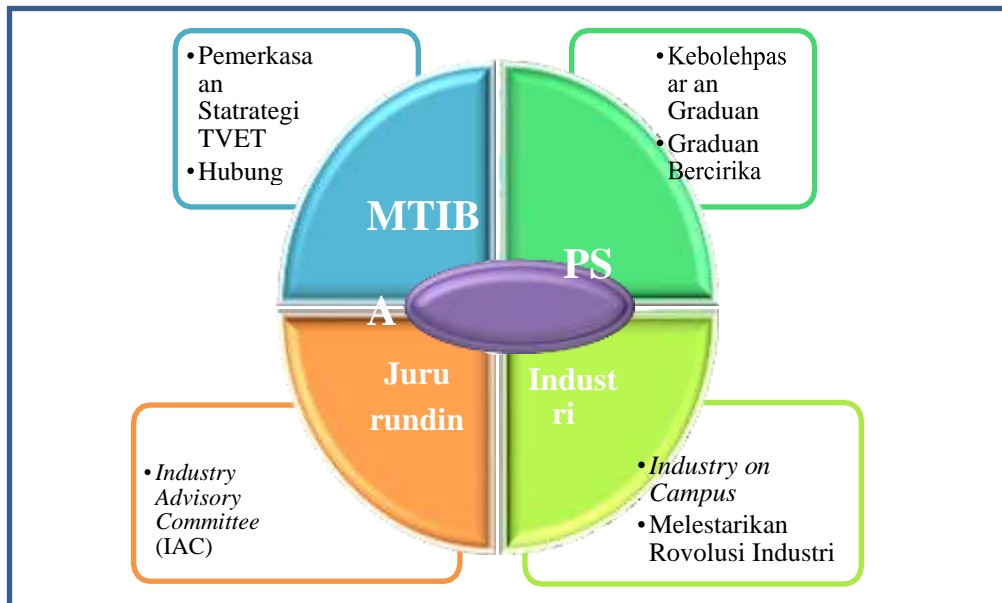 •Pemerkasa
an
Statrategi
TVET
•Hubung
•Kebolehpas
ar an
Graduan
•Graduan
Bercirika
MTIB
PS
A
Juru
rundin
Indust
ri
•Industry
Advisory
Committee
(IAC)
•Industry on
Campus
•Melestarikan
Rovolusi Industri